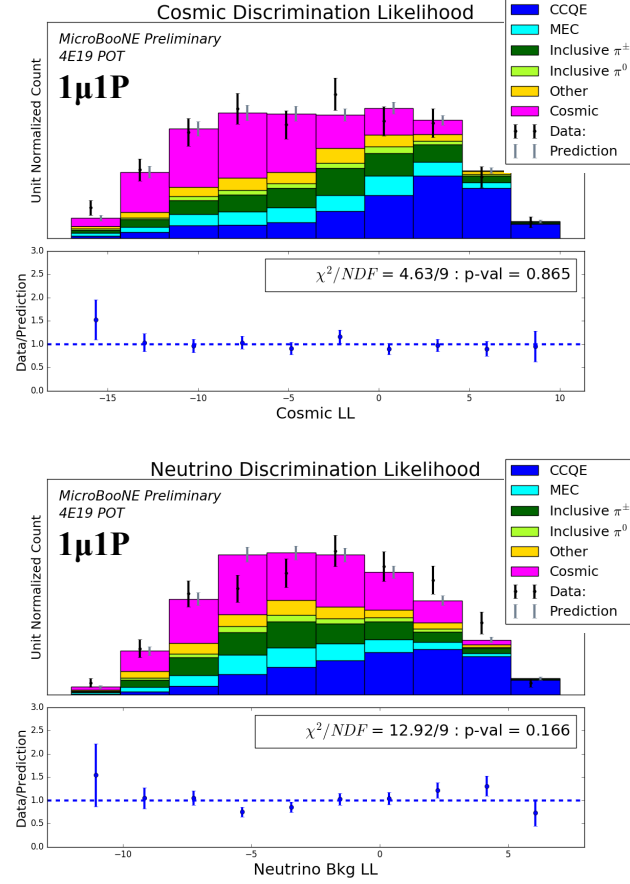 Cosmic Discrimination Likelihood
MicroBooNE Preliminary
4E19 POT
1μ1P
Unit Normalized Count
CCQE
MEC
Inclusive π±
Inclusive π⁰
Other
Cosmic
Data:
Prediction
χ²/NDF = 4.63/9 : p-val = 0.865
Data/Prediction
3.0
2.5
2.0
1.5
1.0
0.5
0.0
−15 −10 −5 0 5 10
Cosmic LL
Neutrino Discrimination Likelihood
MicroBooNE Preliminary
4E19 POT
1μ1P
Unit Normalized Count
CCQE
MEC
Inclusive π±
Inclusive π⁰
Other
Cosmic
Data:
Prediction
χ²/NDF = 12.92/9 : p-val = 0.166
Data/Prediction
3.0
2.5
2.0
1.5
1.0
0.5
0.0
−10 −5 0 5
Neutrino Bkg LL